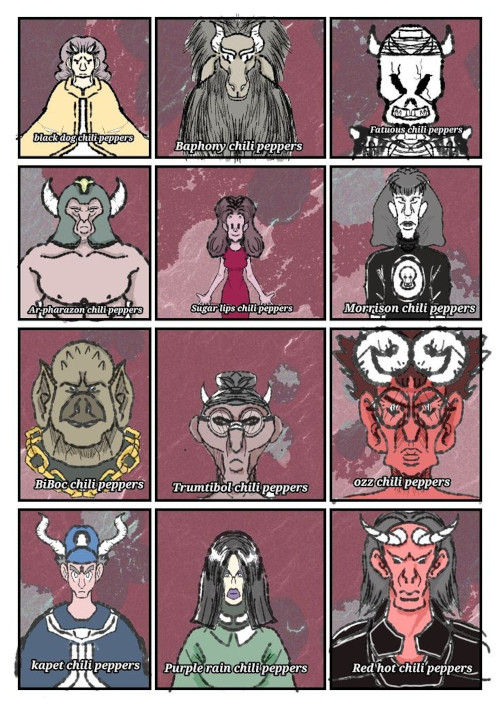 black dog chili peppers
Baphony chili peppers
Fatuous chili peppers
Ar-pharazon chili peppers
Sugar lips chili peppers
Morrison chili peppers
BiBoc chili peppers
Trumtibol chili peppers
ozz chili peppers
kapet chili peppers
Purple rain chili peppers
Red hot chili peppers